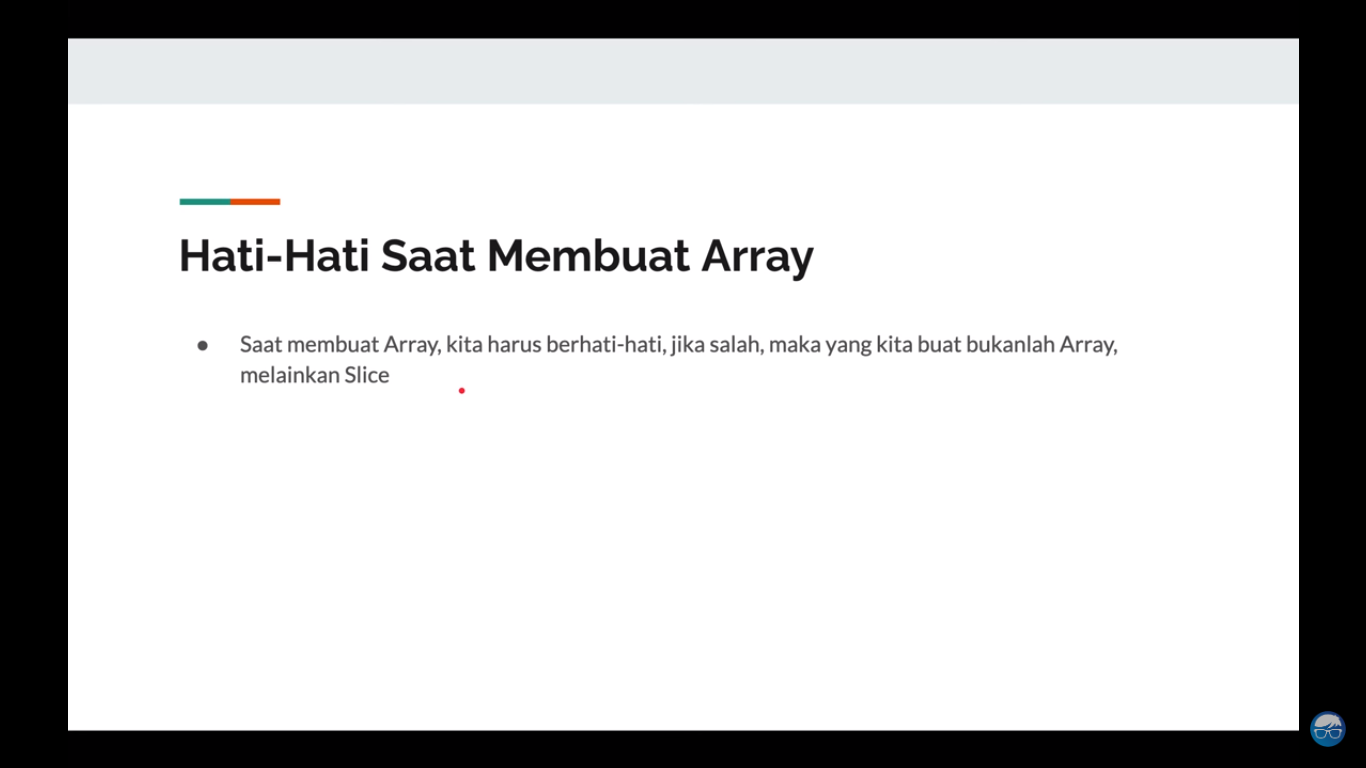 Hati-Hati Saat Membuat Array
Saat membuat Array, kita harus berhati-hati, jika salah, maka yang kita buat bukanlah Array,
melainkan Slice